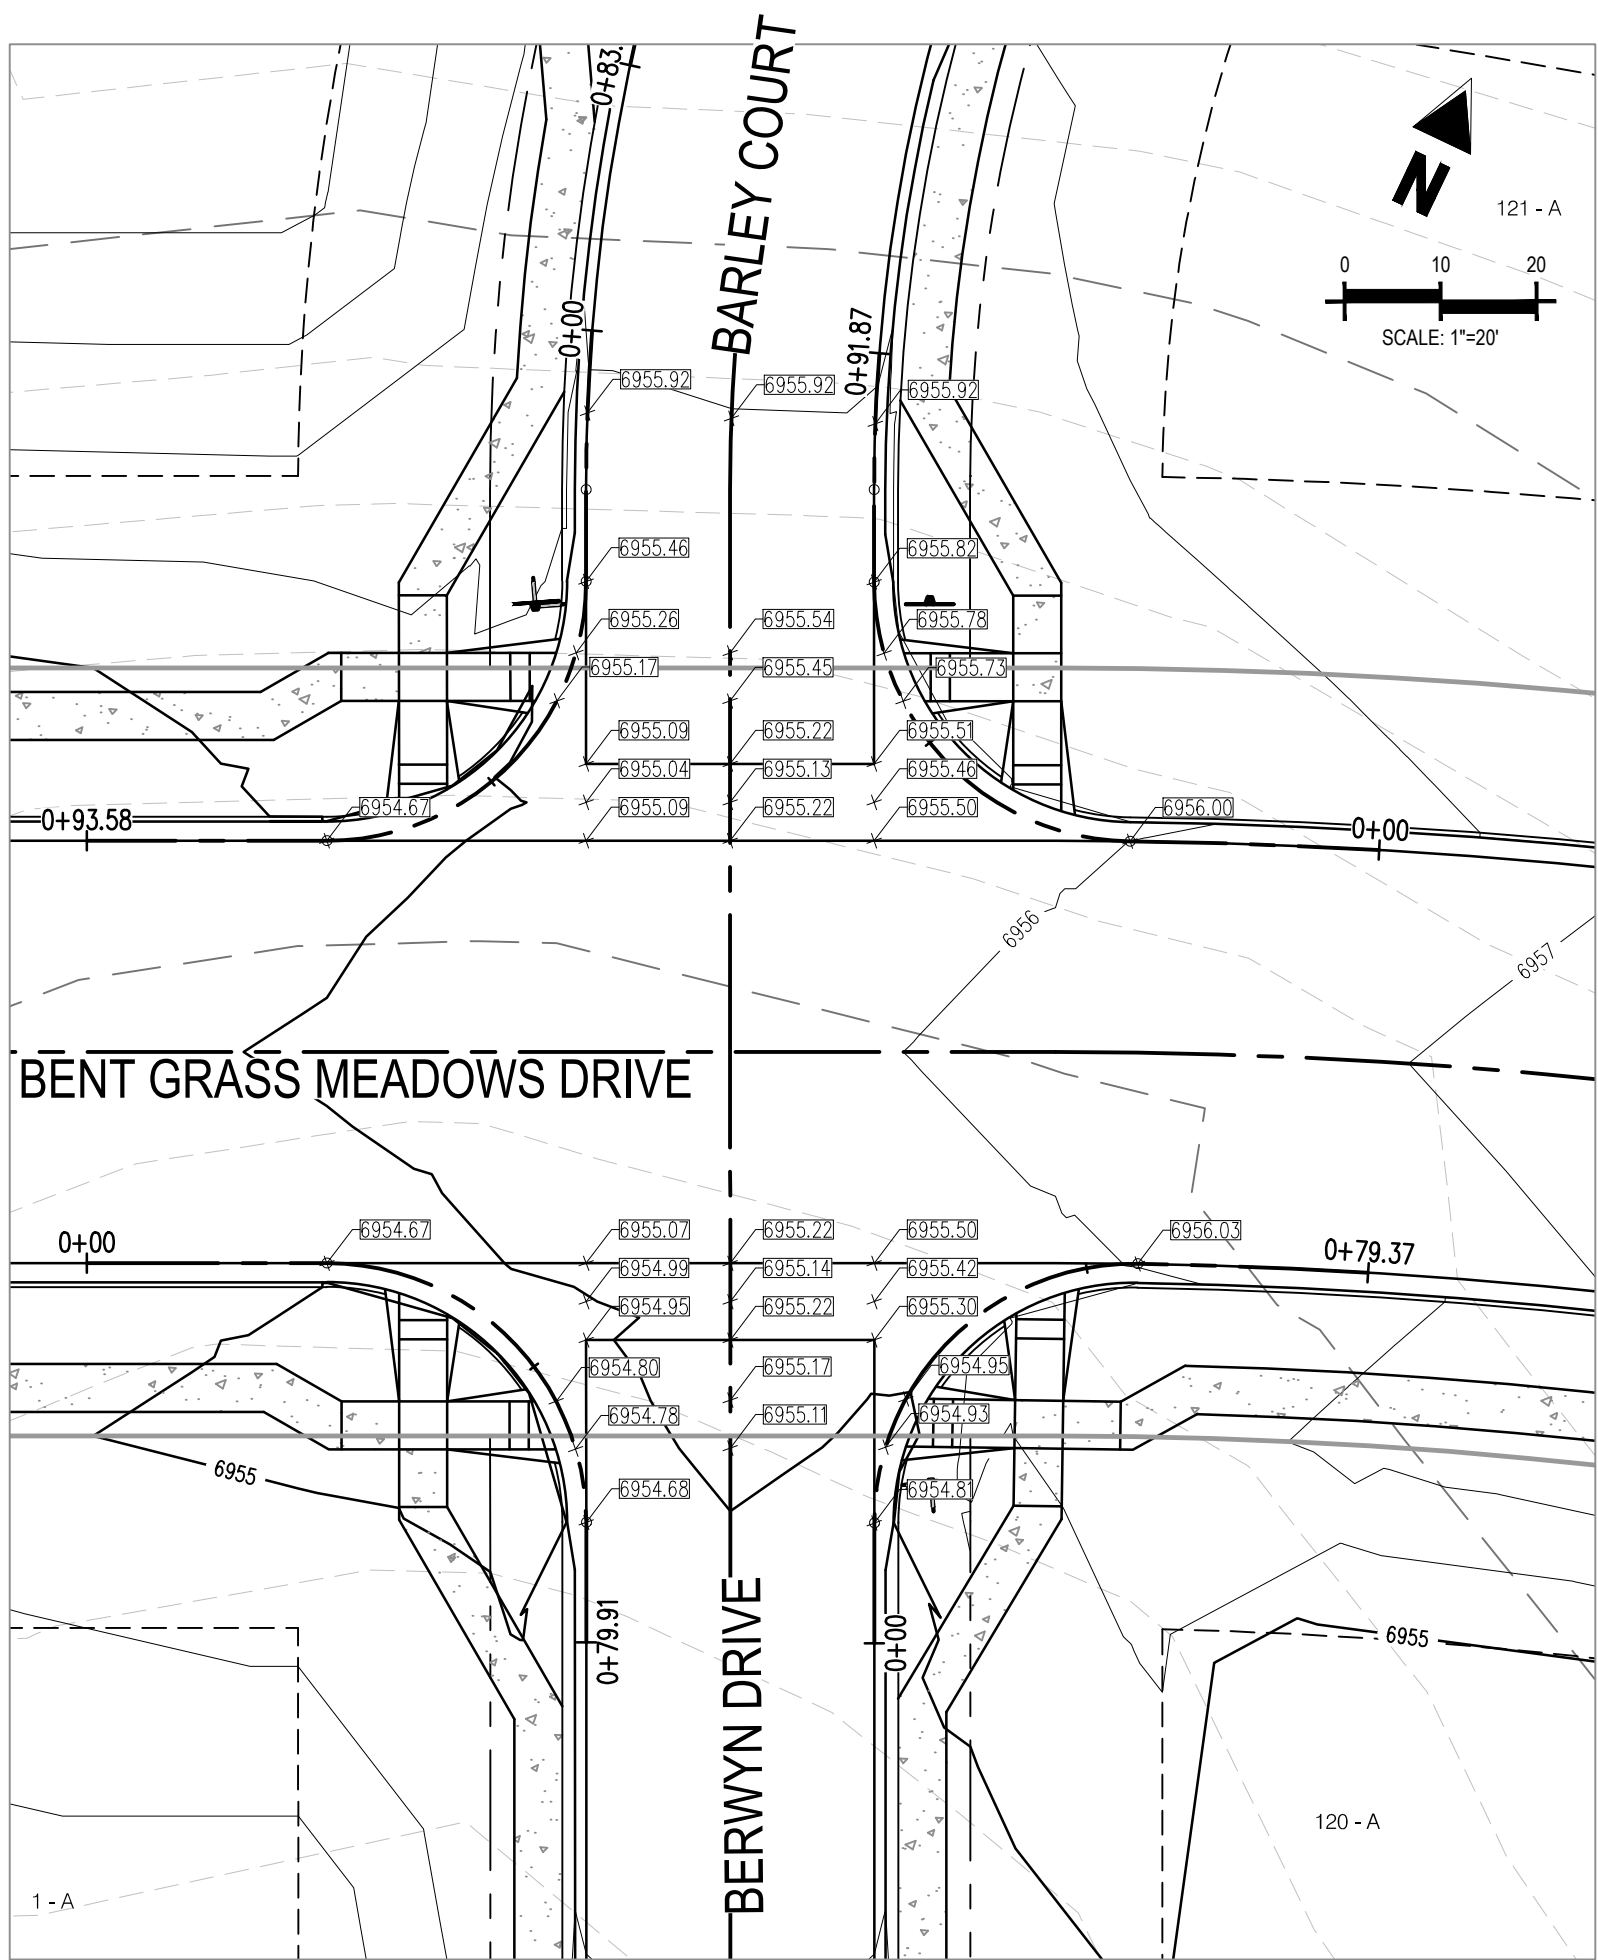 BARLEY COURT
0+83.
N
121 - A
0 10 20
SCALE: 1"=20'
0+00
0+91.87
6955.92 6955.92 6955.92
6955.46 6955.82
6955.26 6955.54 6955.78
6955.17 6955.45 6955.73
6955.09 6955.22 6955.51
6955.04 6955.13 6955.46
6954.67 6955.09 6955.22 6955.50 6956.00
0+93.58 0+00
6956
6957
BENT GRASS MEADOWS DRIVE
6954.67 6955.07 6955.22 6955.50 6956.03
0+00 0+79.37
6954.99 6955.14 6955.42
6954.95 6955.22 6955.30
6954.80 6955.17 6954.95
6954.78 6955.11 6954.93
6955
6954.68 6954.81
0+79.91
BERWYN DRIVE
0+00
6955
120 - A
1 - A